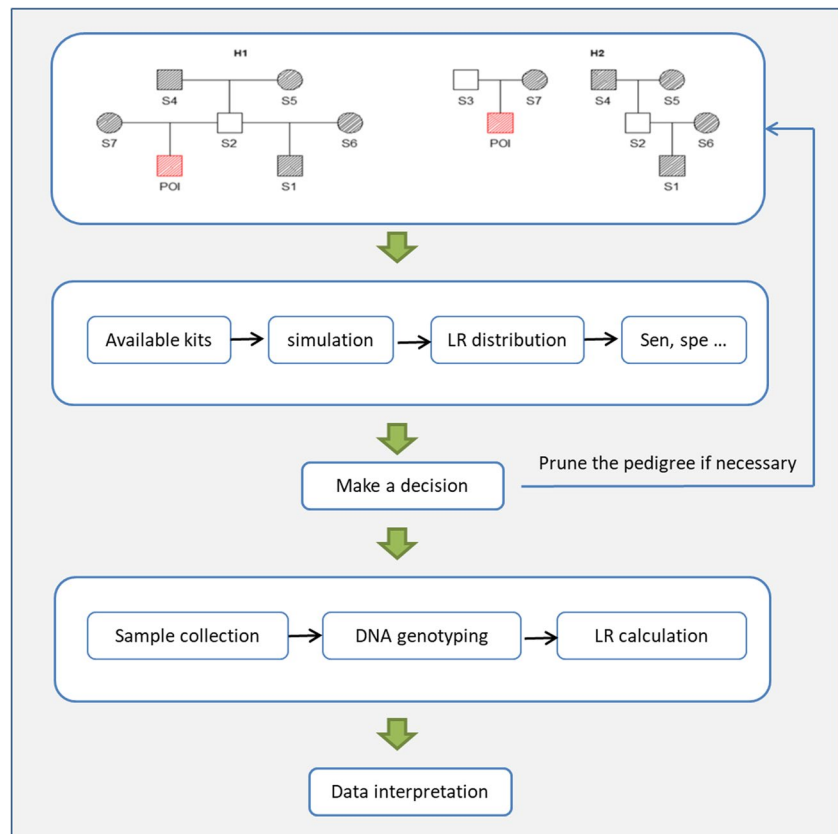 H1
H2
S4
S5
S3
S7
S4
S5
S7
S2
S6
POI
S2
S6
POI
S1
S1
Available kits
simulation
LR distribution
Sen, spe ...
Prune the pedigree if necessary
Make a decision
Sample collection
DNA genotyping
LR calculation
Data interpretation